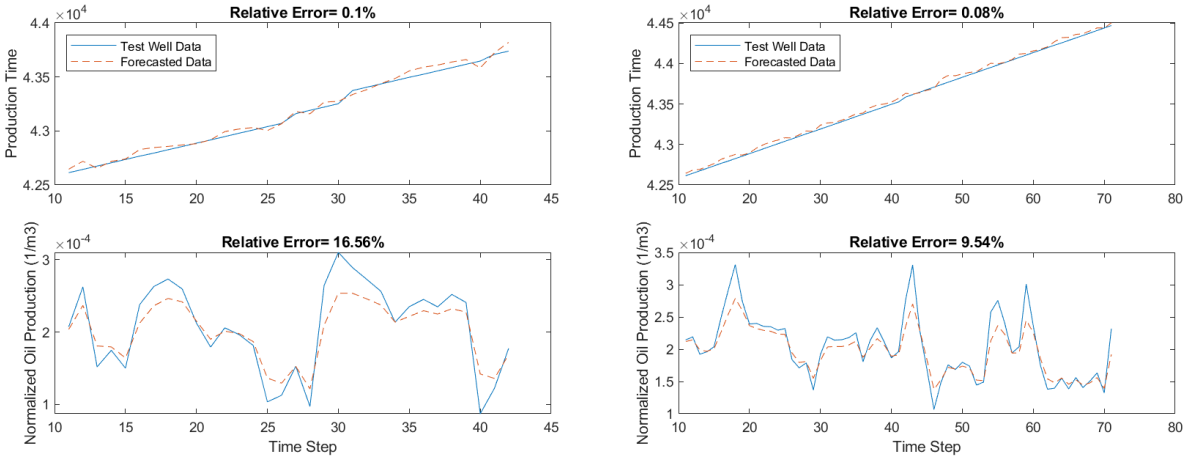 Relative Error= 0.1%
×10^4
4.4
4.35
4.3
4.25
Production Time
Test Well Data
Forecasted Data
10 15 20 25 30 35 40 45
Relative Error= 0.08%
×10^4
4.45
4.4
4.35
4.3
4.25
Production Time
Test Well Data
Forecasted Data
10 20 30 40 50 60 70 80
Relative Error= 16.56%
×10^-4
3
2
1
Normalized Oil Production (1/m3)
10 15 20 25 30 35 40 45
Time Step
Relative Error= 9.54%
×10^-4
3.5
3
2.5
2
1.5
1
Normalized Oil Production (1/m3)
10 20 30 40 50 60 70 80
Time Step